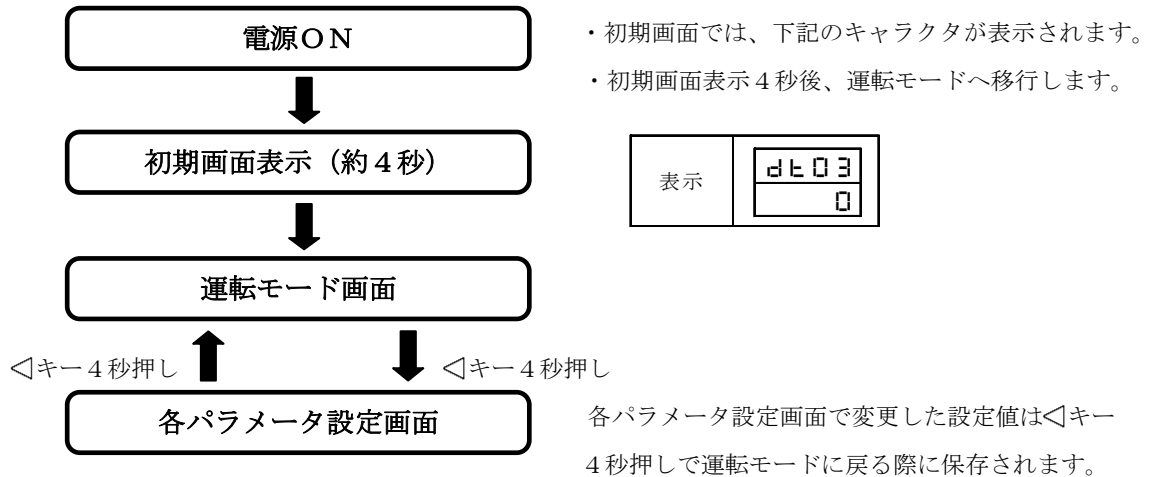 電源ＯＮ
・初期画面では、下記のキャラクタが表示されます。
・初期画面表示４秒後、運転モードへ移行します。
初期画面表示（約４秒）
表示
dt03
0
運転モード画面
◁キー４秒押し
◁キー４秒押し
各パラメータ設定画面
各パラメータ設定画面で変更した設定値は◁キー
４秒押しで運転モードに戻る際に保存されます。